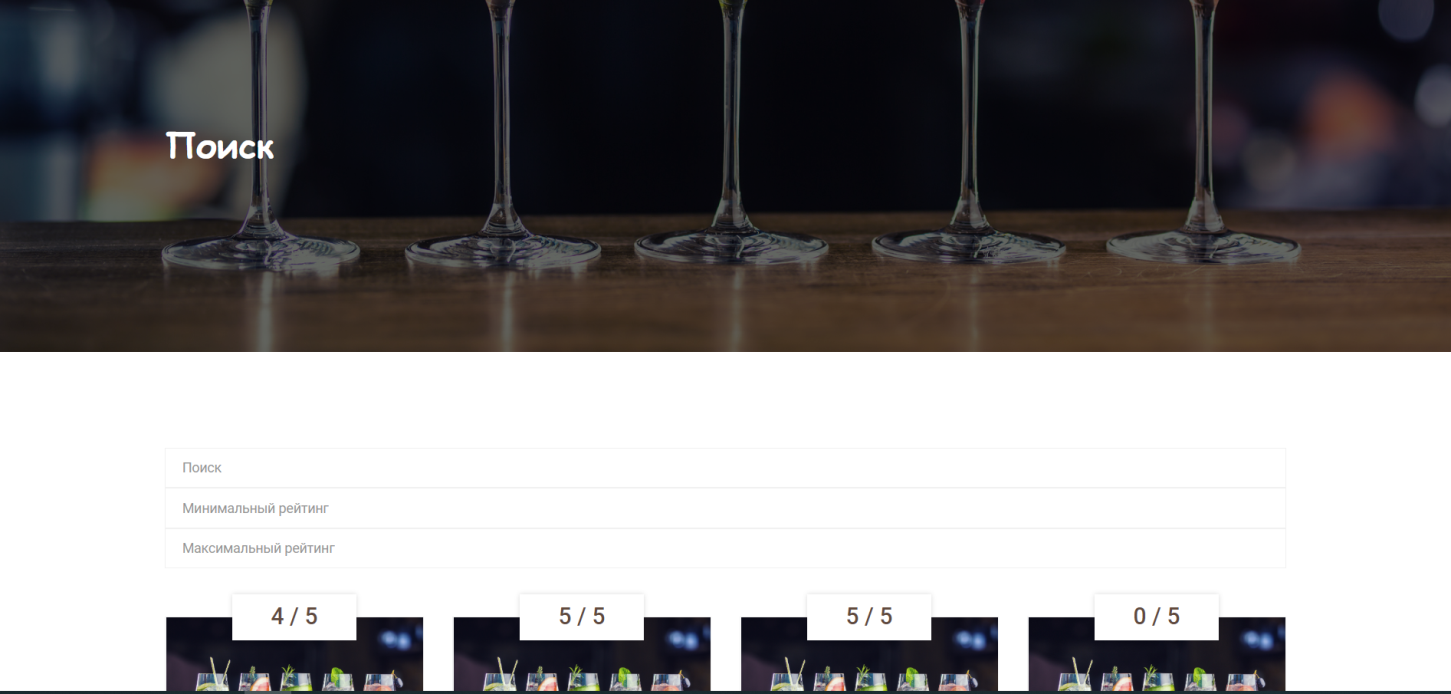 Поиск
Поиск
Минимальный рейтинг
Максимальный рейтинг
4 / 5
5 / 5
5 / 5
0 / 5